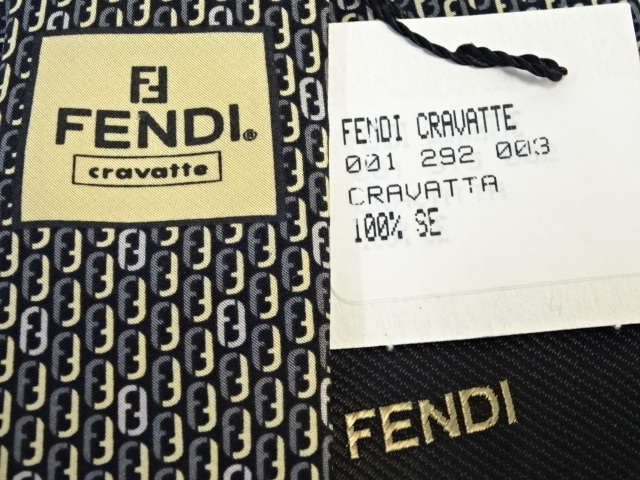 FENDI®
cravatte
FENDI CRAVATTE
001 292 003
CRAVATTA
100% SE
FENDI